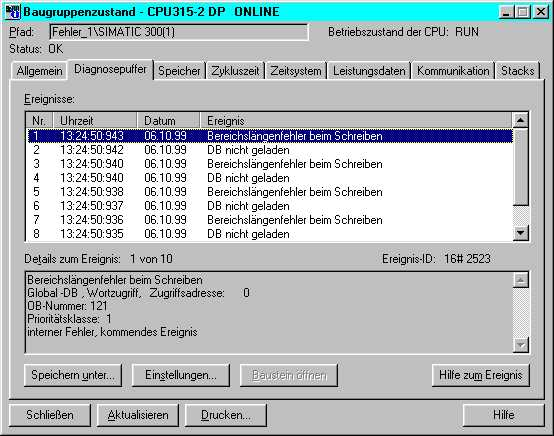 Baugruppenzustand - CPU315-2 DP ONLINE
Pfad: Fehler_1\SIMATIC 300(1) Betriebszustand der CPU: RUN
Status: OK
Allgemein Diagnosepuffer Speicher Zykluszeit Zeitsystem Leistungsdaten Kommunikation Stacks
Ereignisse:
Nr. Uhrzeit Datum Ereignis
1 13:24:50:943 06.10.99 Bereichslängenfehler beim Schreiben
2 13:24:50:942 06.10.99 DB nicht geladen
3 13:24:50:940 06.10.99 Bereichslängenfehler beim Schreiben
4 13:24:50:940 06.10.99 DB nicht geladen
5 13:24:50:938 06.10.99 Bereichslängenfehler beim Schreiben
6 13:24:50:937 06.10.99 DB nicht geladen
7 13:24:50:936 06.10.99 Bereichslängenfehler beim Schreiben
8 13:24:50:935 06.10.99 DB nicht geladen
Details zum Ereignis: 1 von 10 Ereignis-ID: 16# 2523
Bereichslängenfehler beim Schreiben
Global -DB , Wortzugriff, Zugriffsadresse: 0
OB-Nummer: 121
Prioritätsklasse: 1
interner Fehler, kommendes Ereignis
Speichern unter... Einstellungen... Baustein öffnen Hilfe zum Ereignis
Schließen Aktualisieren Drucken... Hilfe